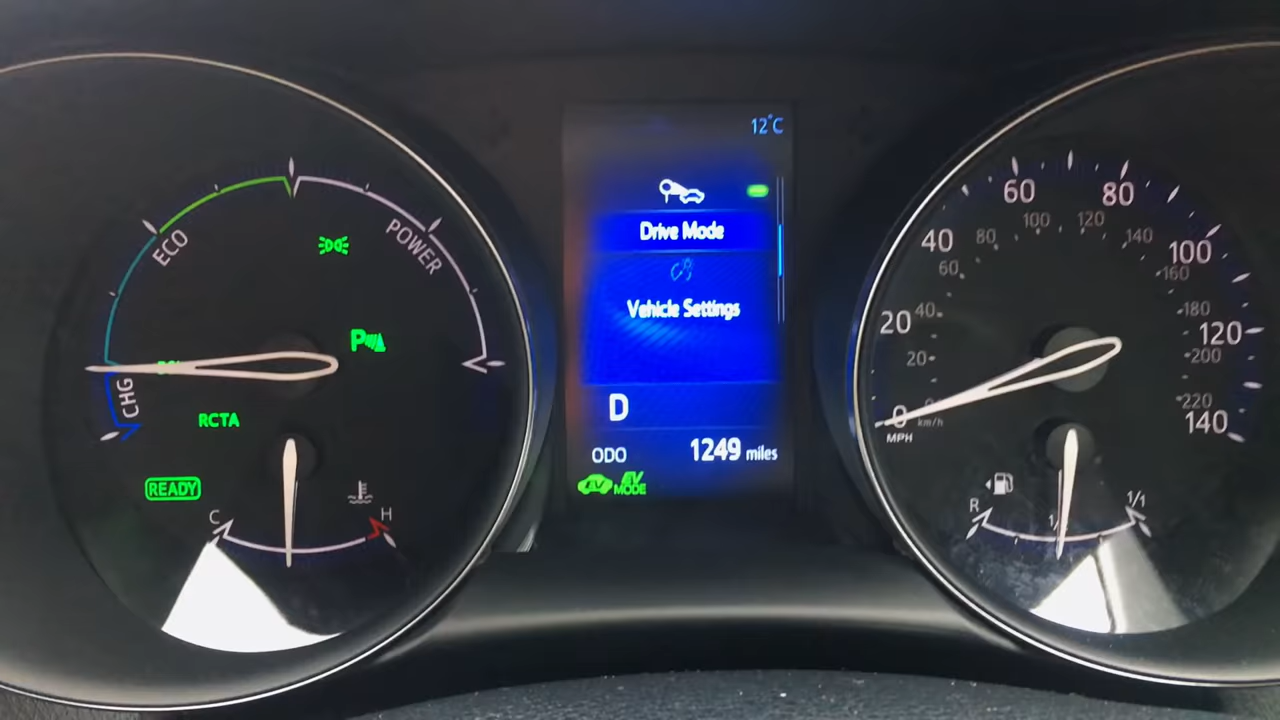 12°C
Drive Mode
Vehicle Settings
D
ODO 1249 miles
EV EV
MODE
ECO
POWER
CHG
P
RCTA
READY
C H
20 40 60 80 100 120 140
20 40 60 80 100 120 140 160 180 200 220
0
km/h
MPH
R 1/1